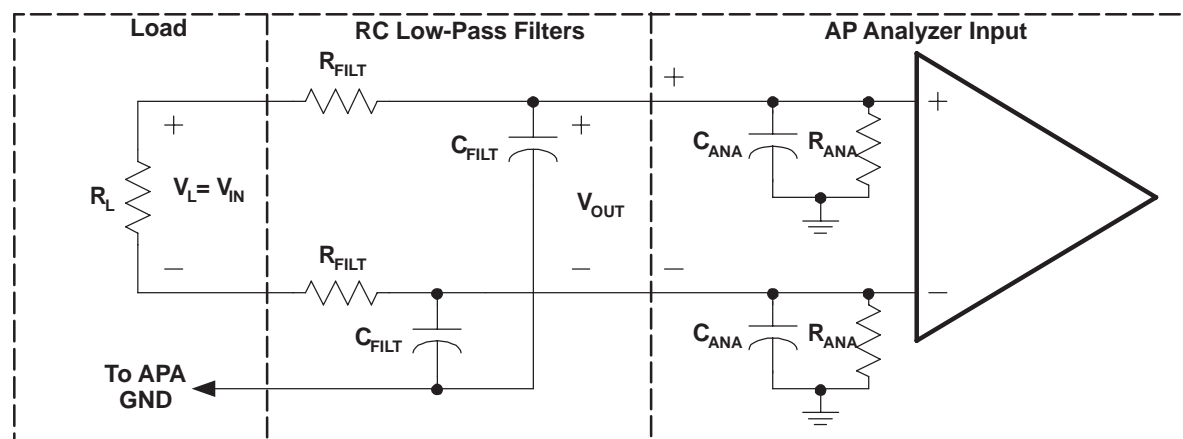 Load
RC Low-Pass Filters
AP Analyzer Input
R_FILT
+
+
+
+
C_FILT
C_ANA
R_ANA
R_L
V_L = V_IN
V_OUT
−
R_FILT
−
−
−
C_FILT
C_ANA
R_ANA
To APA
GND